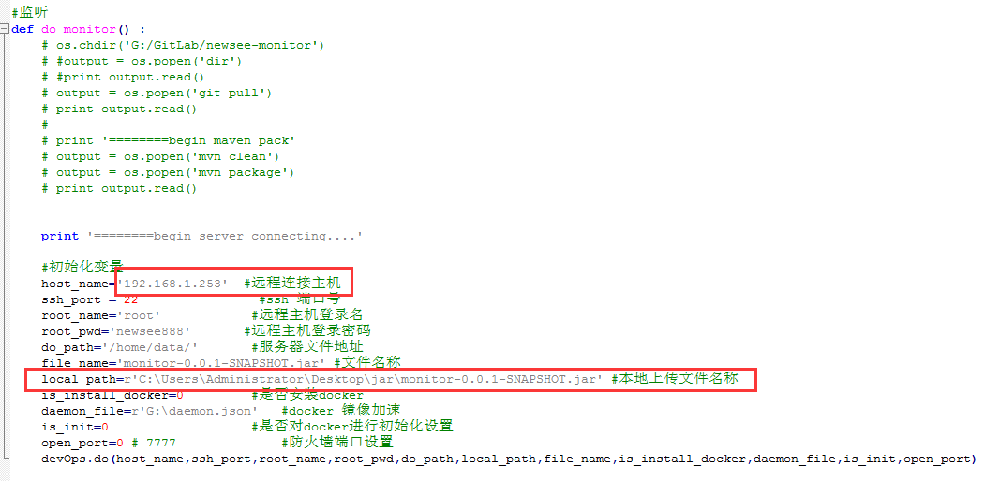 #监听
def do_monitor() :
# os.chdir('G:/GitLab/newsee-monitor')
# #output = os.popen('dir')
# #print output.read()
# output = os.popen('git pull')
# print output.read()
#
# print '========begin maven pack'
# output = os.popen('mvn clean')
# output = os.popen('mvn package')
# print output.read()
print '========begin server connecting....'
#初始化变量
host_name='192.168.1.253' #远程连接主机
ssh_port = 22 #ssh 端口号
root_name='root' #远程主机登录名
root_pwd='newsee888' #远程主机登录密码
do_path='/home/data/' #服务器文件地址
file_name='monitor-0.0.1-SNAPSHOT.jar' #文件名称
local_path=r'C:\Users\Administrator\Desktop\jar\monitor-0.0.1-SNAPSHOT.jar' #本地上传文件名称
is_install_docker=0 #是否安装docker
daemon_file=r'G:\daemon.json' #docker 镜像加速
is_init=0 #是否对docker进行初始化设置
open_port=0 # 7777 #防火墙端口设置
devOps.do(host_name,ssh_port,root_name,root_pwd,do_path,local_path,file_name,is_install_docker,daemon_file,is_init,open_port)